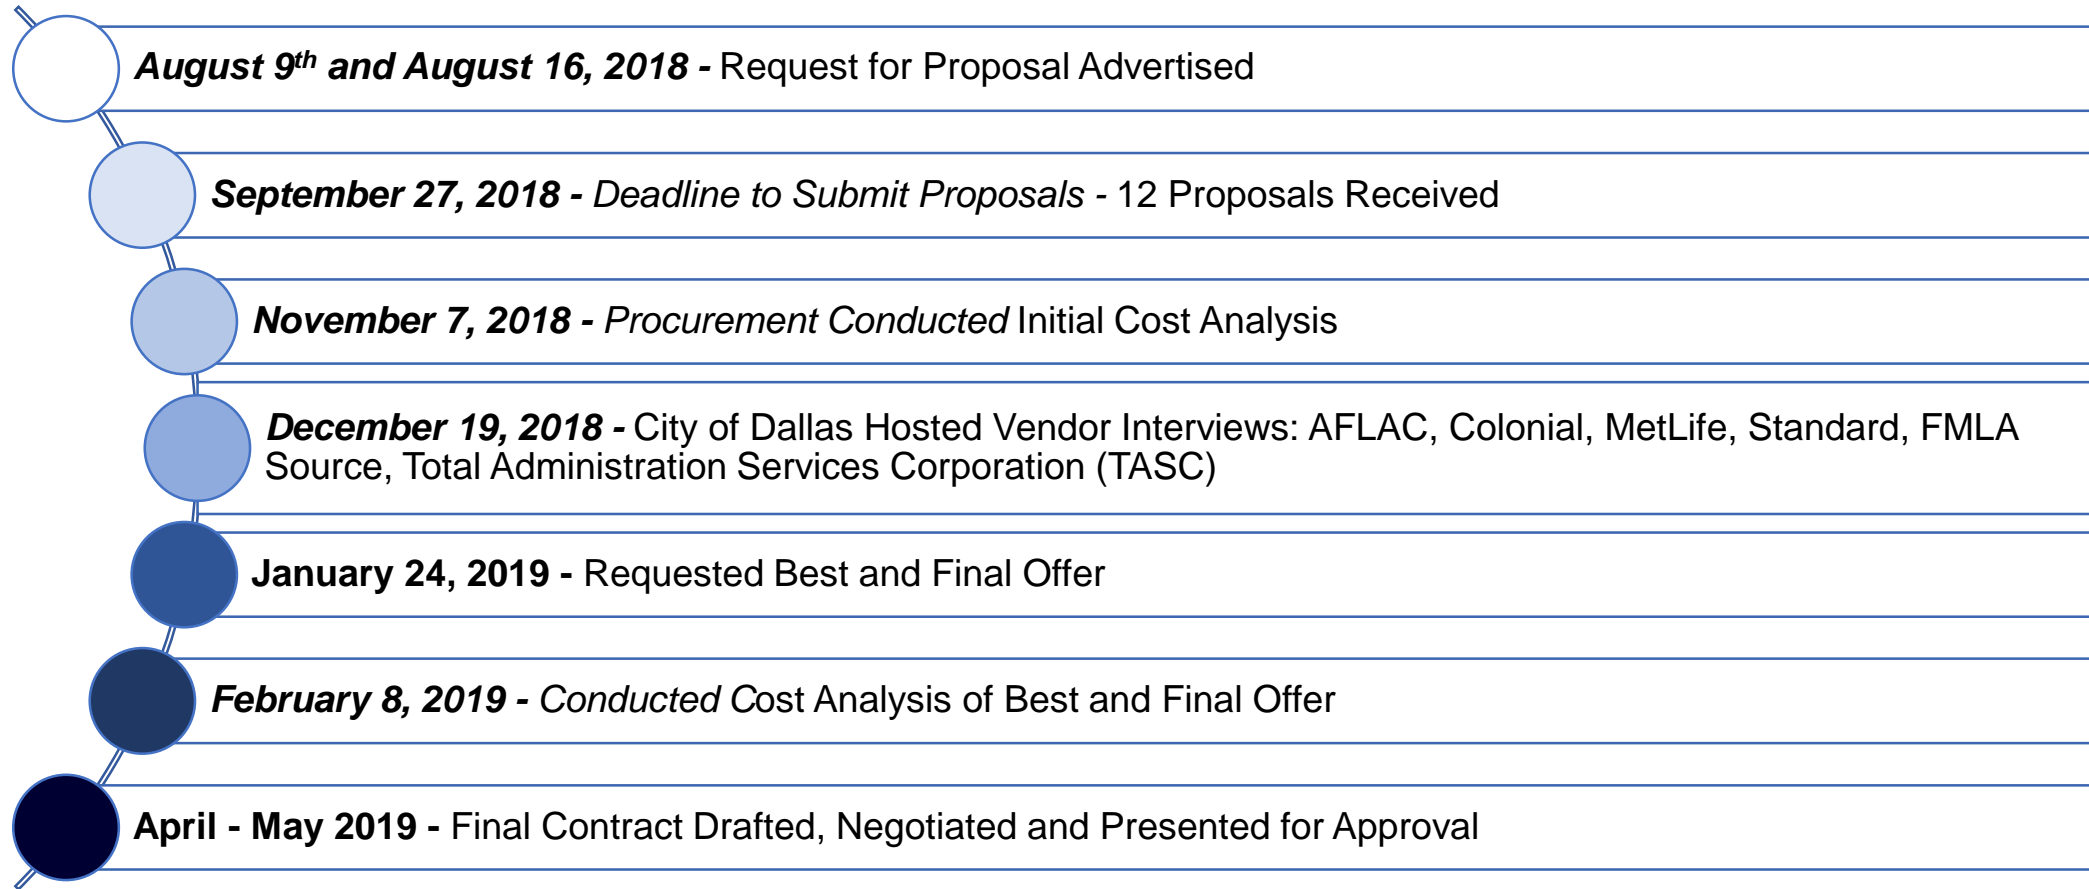 August 9th and August 16, 2018 - Request for Proposal Advertised
September 27, 2018 - Deadline to Submit Proposals - 12 Proposals Received
November 7, 2018 - Procurement Conducted Initial Cost Analysis
December 19, 2018 - City of Dallas Hosted Vendor Interviews: AFLAC, Colonial, MetLife, Standard, FMLA
Source, Total Administration Services Corporation (TASC)
January 24, 2019 - Requested Best and Final Offer
February 8, 2019 - Conducted Cost Analysis of Best and Final Offer
April - May 2019 - Final Contract Drafted, Negotiated and Presented for Approval